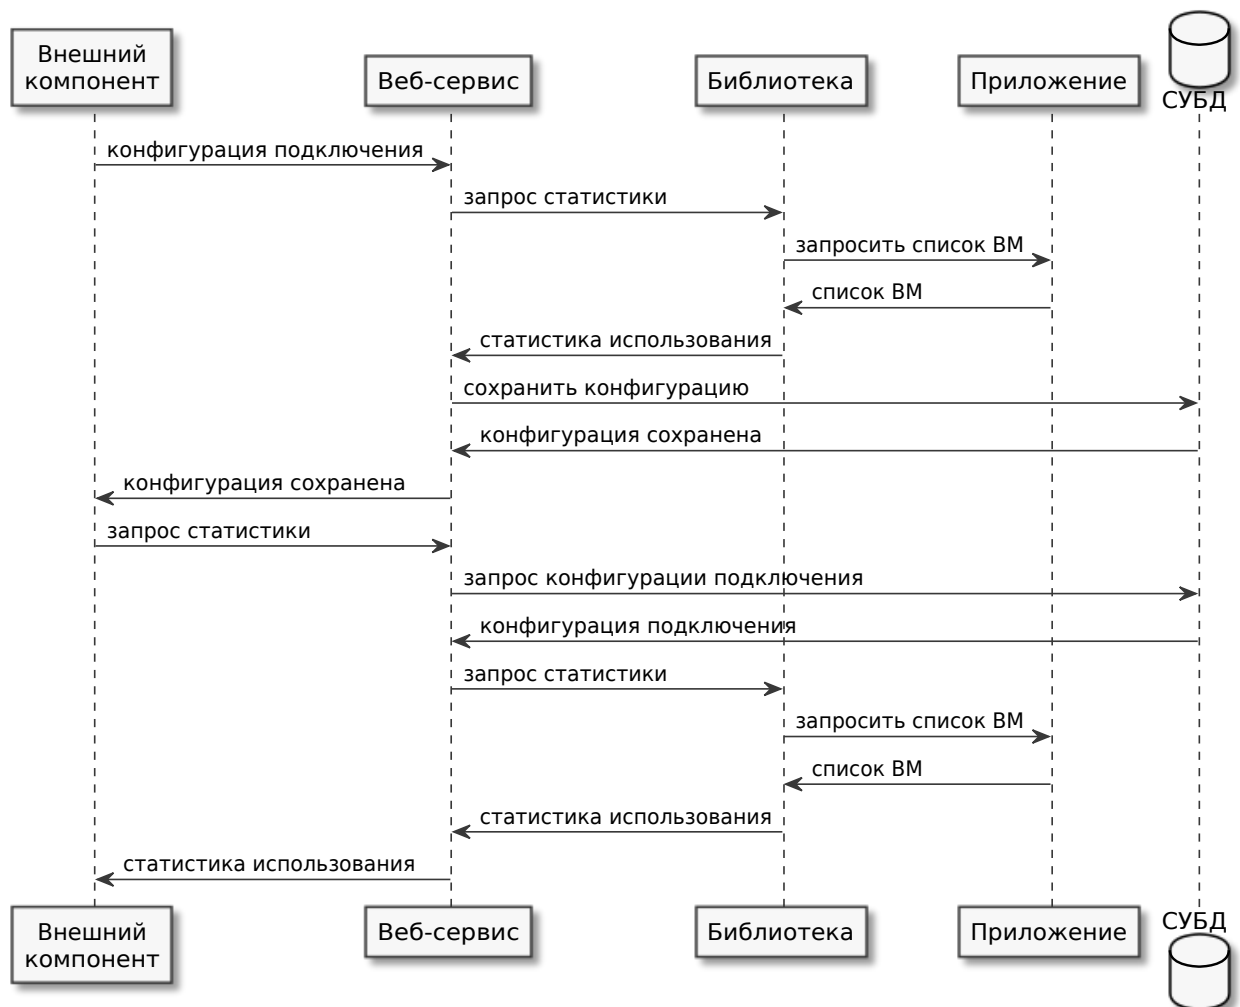 Внешний
компонент
Веб-сервис
Библиотека
Приложение
СУБД
конфигурация подключения
запрос статистики
запросить список ВМ
список ВМ
статистика использования
сохранить конфигурацию
конфигурация сохранена
конфигурация сохранена
запрос статистики
запрос конфигурации подключения
конфигурация подключения
запрос статистики
запросить список ВМ
список ВМ
статистика использования
статистика использования
Внешний
компонент
Веб-сервис
Библиотека
Приложение
СУБД